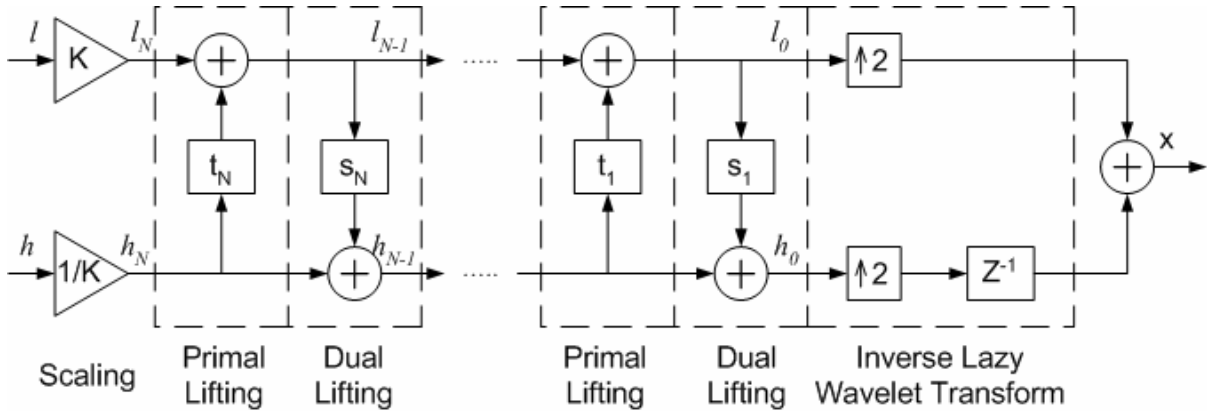 l K l_N l_{N-1} ..... l_0 ↑2
t_N s_N t_1 s_1 x
h 1/K h_N h_{N-1} ..... h_0 ↑2 Z^{-1}
Scaling
Primal
Lifting
Dual
Lifting
Primal
Lifting
Dual
Lifting
Inverse Lazy
Wavelet Transform